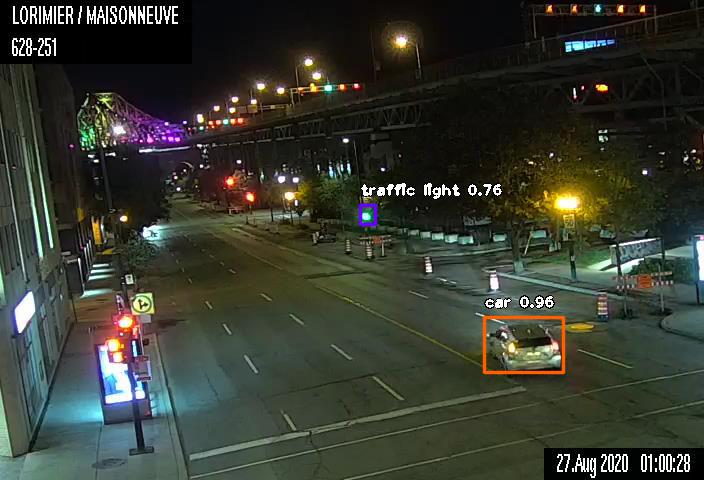 LORIMIER / MAISONNEUVE
628-251
traffic light 0.76
car 0.96
27.Aug 2020 01:00:28